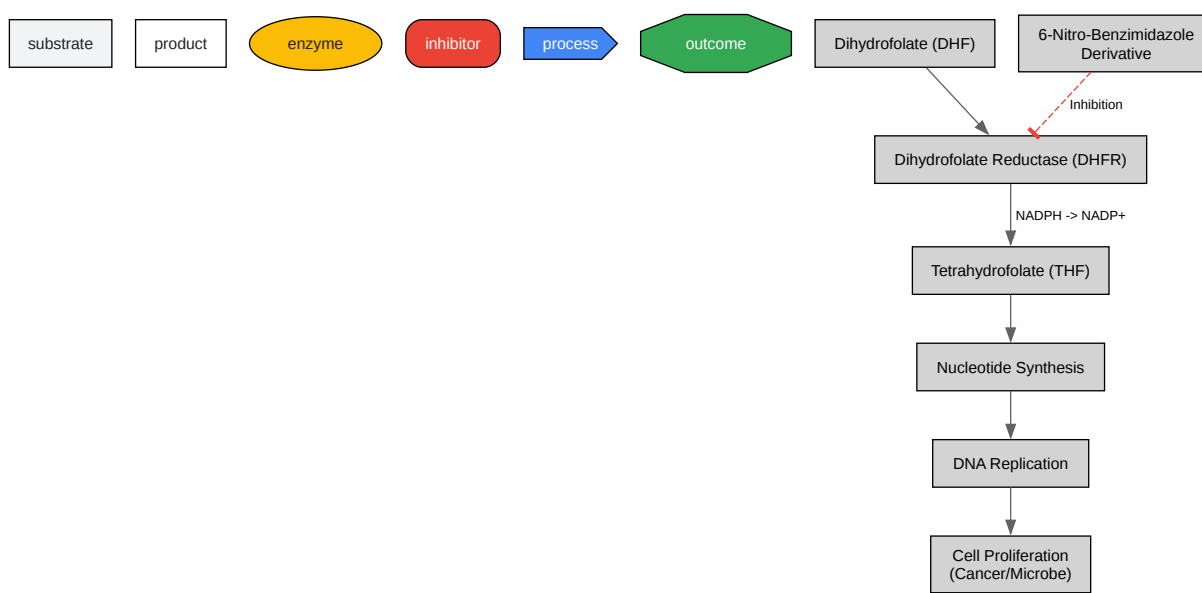 substrate
product
enzyme
inhibitor
process
outcome
Dihydrofolate (DHF)
6-Nitro-Benzimidazole
Derivative
Inhibition
Dihydrofolate Reductase (DHFR)
NADPH -> NADP+
Tetrahydrofolate (THF)
Nucleotide Synthesis
DNA Replication
Cell Proliferation
(Cancer/Microbe)